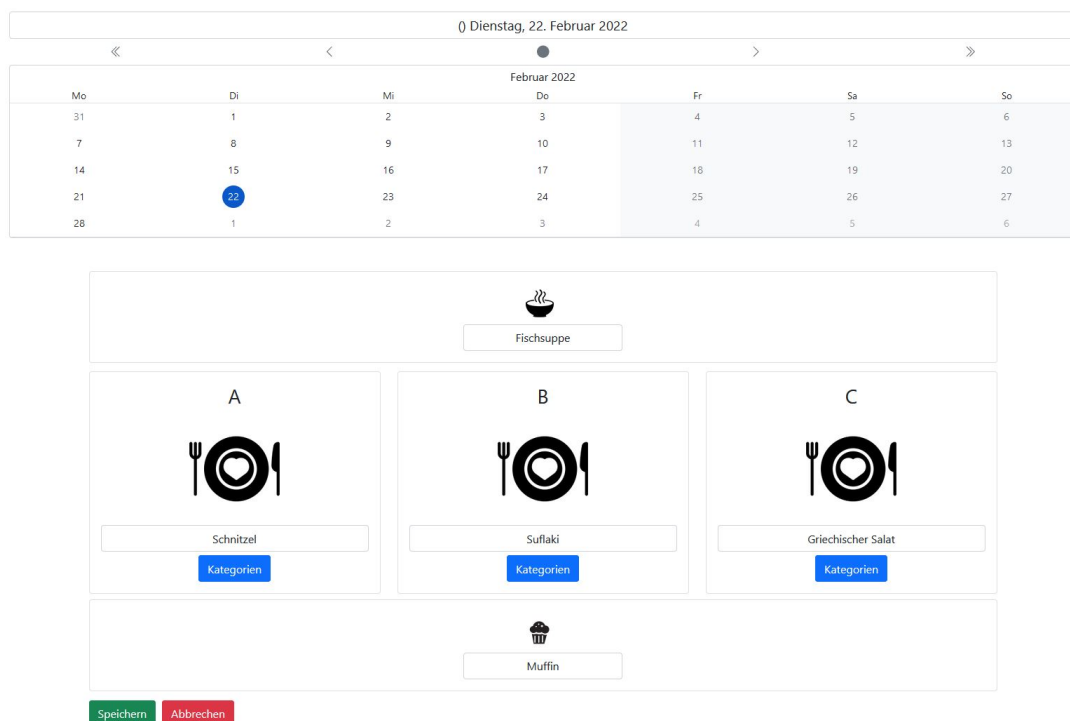 () Dienstag, 22. Februar 2022
Februar 2022
Mo Di Mi Do Fr Sa So
31 1 2 3 4 5 6
7 8 9 10 11 12 13
14 15 16 17 18 19 20
21 22 23 24 25 26 27
28 1 2 3 4 5 6
Fischsuppe
A B C
Schnitzel Suflaki Griechischer Salat
Kategorien Kategorien Kategorien
Muffin
Speichern Abbrechen